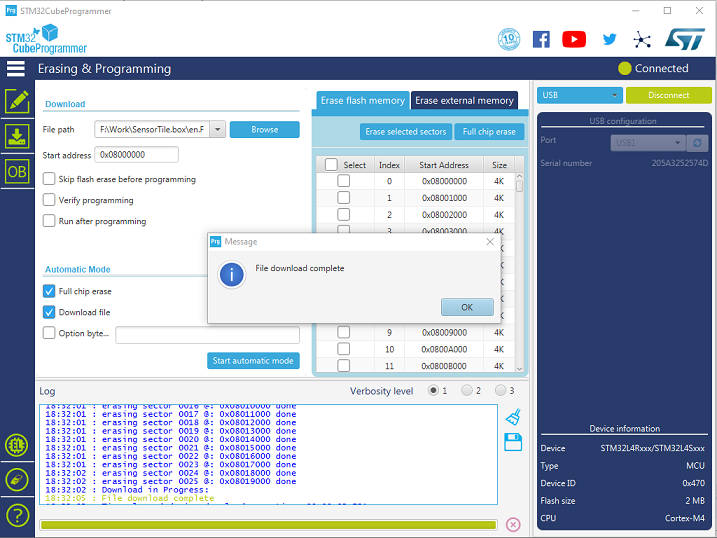 Prg STM32CubeProgrammer
STM32
CubeProgrammer
10
ST
Erasing & Programming
Connected
Download
File path F:\Work\SensorTile.box\en.F Browse
Start address 0x08000000
Skip flash erase before programming
Verify programming
Run after programming
Automatic Mode
Full chip erase
Download file
Option byte...
Start automatic mode
OB
Erase flash memory Erase external memory
Erase selected sectors Full chip erase
Select Index Start Address Size
0 0x08000000 4K
1 0x08001000 4K
2 0x08002000 4K
3 0x08003000 4K
9 0x08009000 4K
10 0x0800A000 4K
11 0x0800B000 4K
Prg Message
File download complete
OK
USB Disconnect
USB configuration
Port USB1
Serial number 205A3252574D
Log Verbosity level 1 2 3
18:32:01 : erasing sector 0016 @: 0x08010000 done
18:32:01 : erasing sector 0017 @: 0x08011000 done
18:32:01 : erasing sector 0018 @: 0x08012000 done
18:32:01 : erasing sector 0019 @: 0x08013000 done
18:32:01 : erasing sector 0020 @: 0x08014000 done
18:32:01 : erasing sector 0021 @: 0x08015000 done
18:32:01 : erasing sector 0022 @: 0x08016000 done
18:32:01 : erasing sector 0023 @: 0x08017000 done
18:32:01 : erasing sector 0024 @: 0x08018000 done
18:32:02 : erasing sector 0025 @: 0x08019000 done
18:32:02 : Download in Progress:
18:32:05 : File download complete
Device information
Device STM32L4Rxxx/STM32L4Sxxx
Type MCU
Device ID 0x470
Flash size 2 MB
CPU Cortex-M4